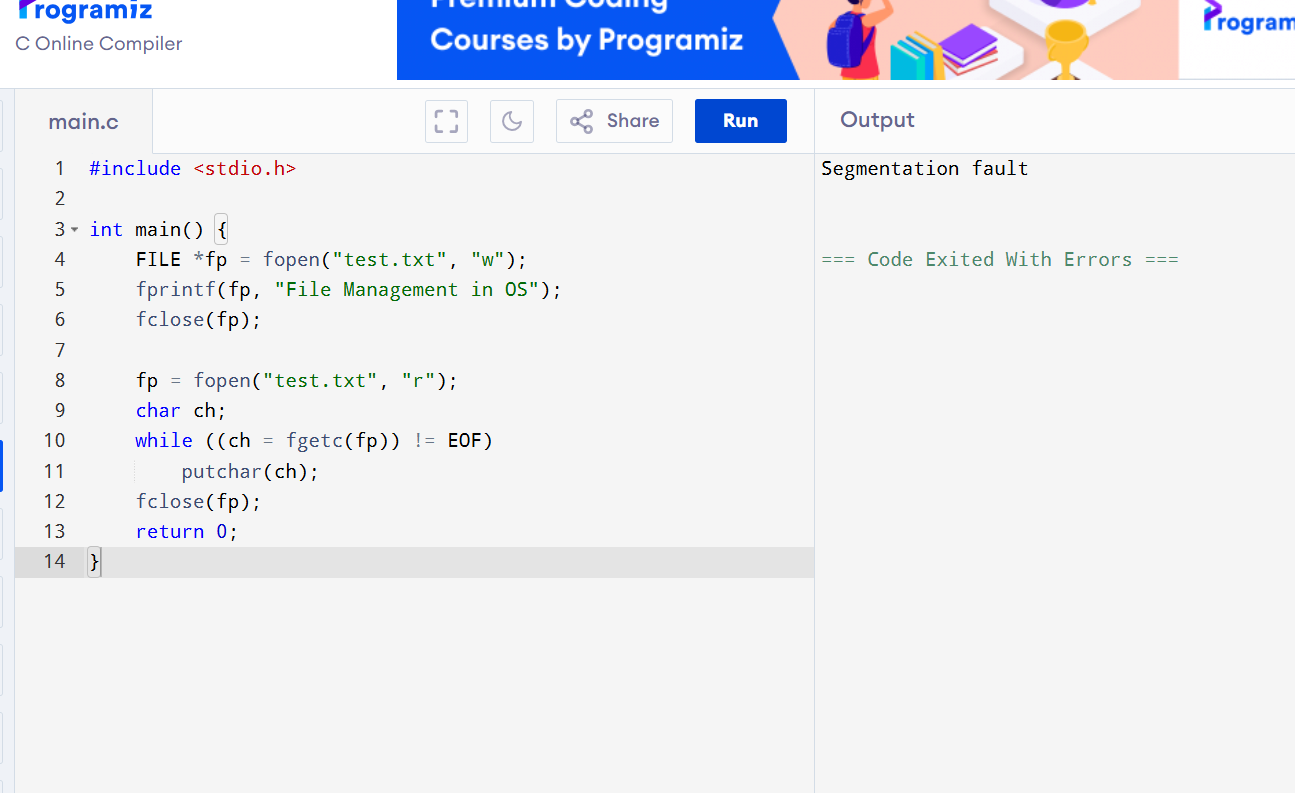 Programiz
C Online Compiler
Premium Coding
Courses by Programiz
main.c
Share
Run
Output
1 #include <stdio.h>
2
3 int main() {
4 FILE *fp = fopen("test.txt", "w");
5 fprintf(fp, "File Management in OS");
6 fclose(fp);
7
8 fp = fopen("test.txt", "r");
9 char ch;
10 while ((ch = fgetc(fp)) != EOF)
11 putchar(ch);
12 fclose(fp);
13 return 0;
14 }
Segmentation fault
=== Code Exited With Errors ===